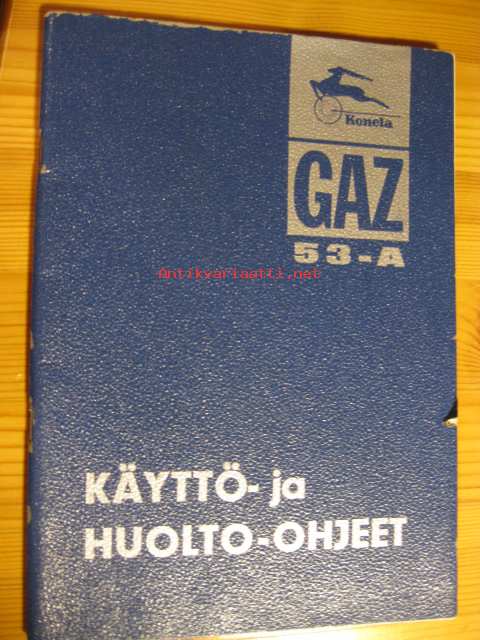 Konela
GAZ
53-A
Antikvariaatti.net
KÄYTTÖ- ja
HUOLTO-OHJEET